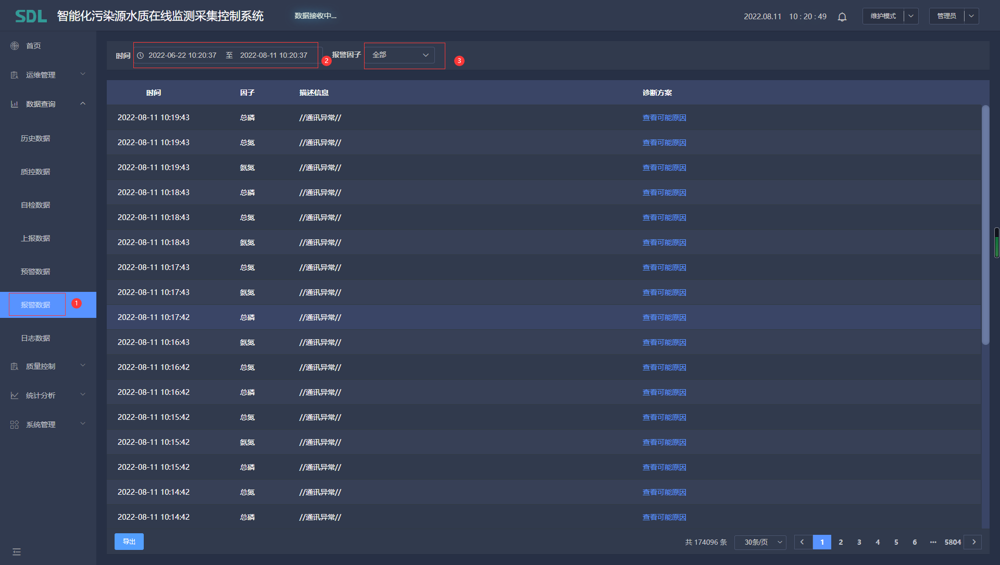 SDL 智能化污染源水质在线监测采集控制系统 数据接收中... 2022.08.11 10 : 20 : 49 维护模式 管理员
首页
运维管理
数据查询
历史数据
质控数据
自检数据
上报数据
预警数据
报警数据 1
日志数据
质量控制
统计分析
系统管理
时间 2022-06-22 10:20:37 至 2022-08-11 10:20:37 2 报警因子 全部 3
时间 因子 描述信息 诊断方案
2022-08-11 10:19:43 总磷 //通讯异常// 查看可能原因
2022-08-11 10:19:43 总氮 //通讯异常// 查看可能原因
2022-08-11 10:19:43 氨氮 //通讯异常// 查看可能原因
2022-08-11 10:18:43 总磷 //通讯异常// 查看可能原因
2022-08-11 10:18:43 总氮 //通讯异常// 查看可能原因
2022-08-11 10:18:43 氨氮 //通讯异常// 查看可能原因
2022-08-11 10:17:43 总氮 //通讯异常// 查看可能原因
2022-08-11 10:17:43 氨氮 //通讯异常// 查看可能原因
2022-08-11 10:17:42 总磷 //通讯异常// 查看可能原因
2022-08-11 10:16:43 氨氮 //通讯异常// 查看可能原因
2022-08-11 10:16:42 总氮 //通讯异常// 查看可能原因
2022-08-11 10:16:42 总磷 //通讯异常// 查看可能原因
2022-08-11 10:15:42 总氮 //通讯异常// 查看可能原因
2022-08-11 10:15:42 氨氮 //通讯异常// 查看可能原因
2022-08-11 10:15:42 总磷 //通讯异常// 查看可能原因
2022-08-11 10:14:42 总氮 //通讯异常// 查看可能原因
2022-08-11 10:14:42 总磷 //通讯异常// 查看可能原因
导出 共 174096 条 30条/页 1 2 3 4 5 6 ••• 5804